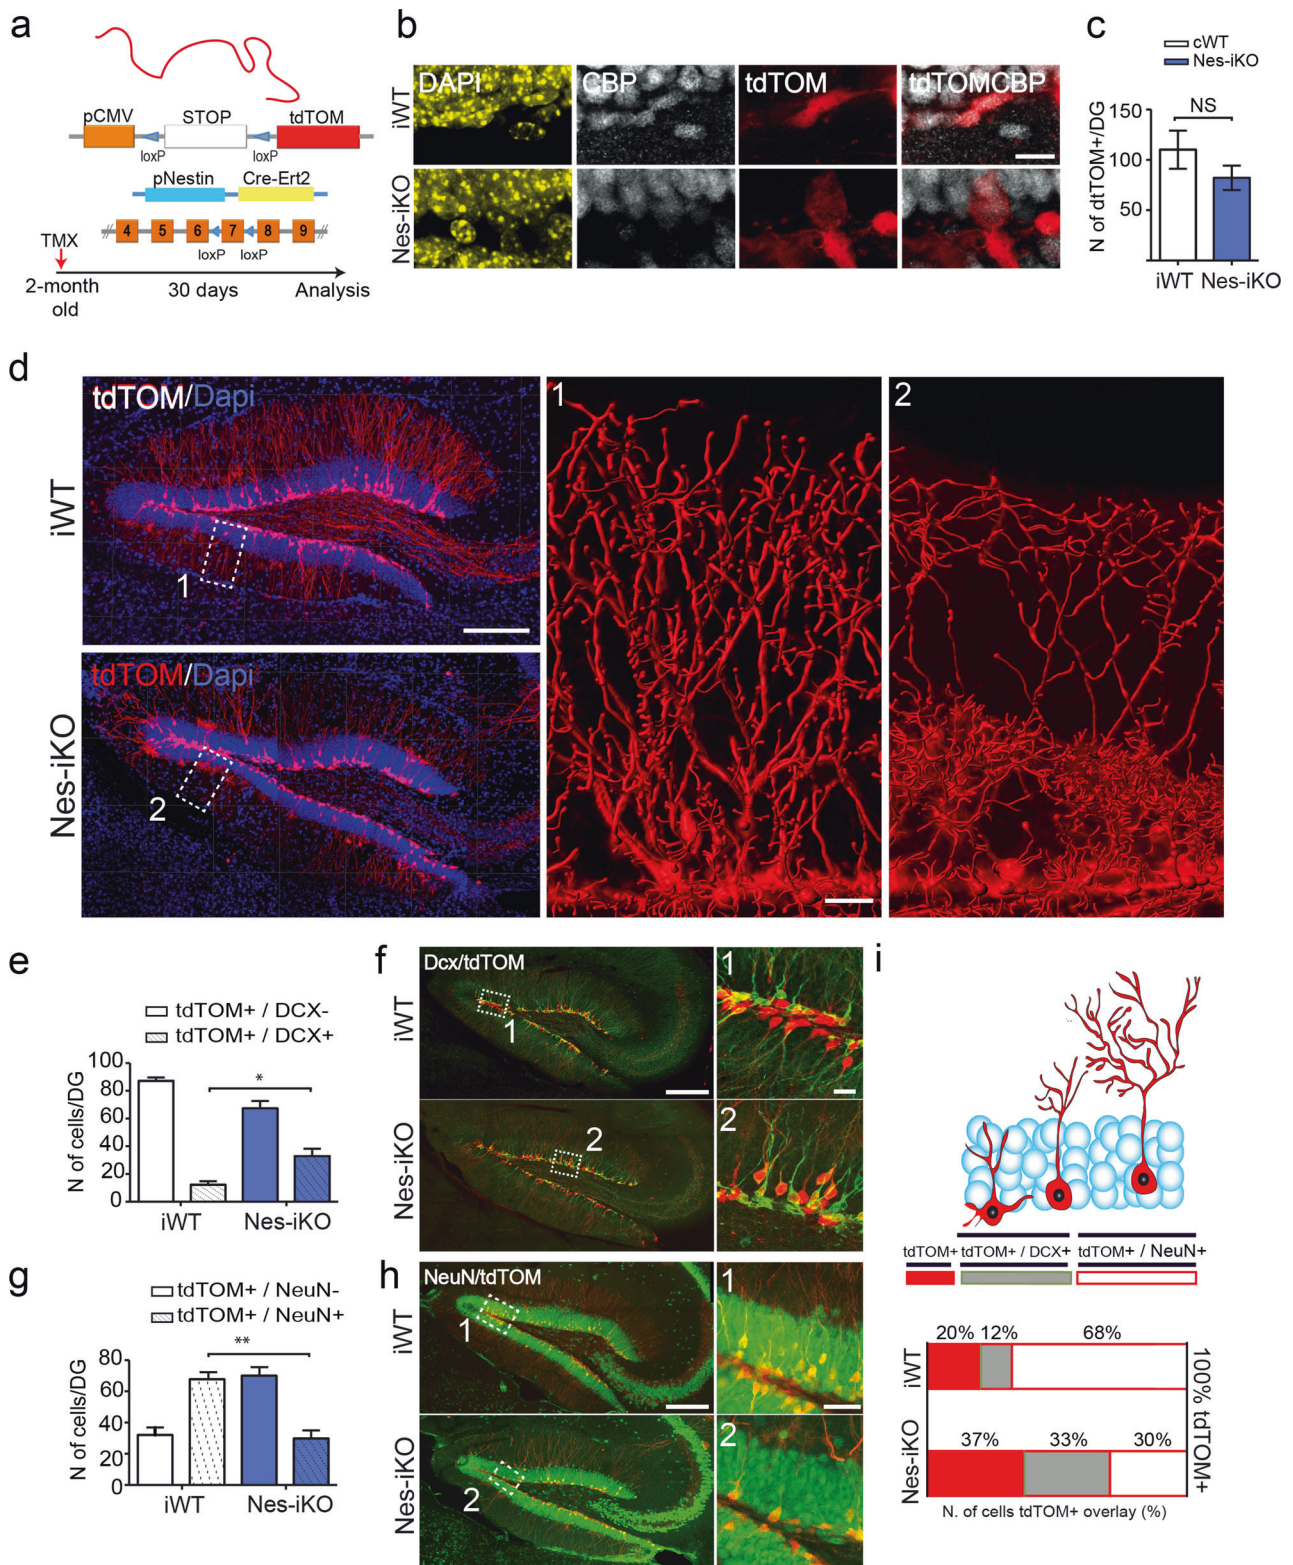 a
pCMV
STOP
tdTOM
loxP
loxP
pNestin
Cre-Ert2
4
5
6
7
8
9
loxP
loxP
TMX
2-month
old
30 days
Analysis
b
DAPI
CBP
tdTOM
tdTOMCBP
iWT
Nes-iKO
c
cWT
Nes-iKO
N of dtTOM+/DG
150
100
50
NS
iWT
Nes-iKO
d
tdTOM/Dapi
iWT
1
tdTOM/Dapi
Nes-iKO
2
1
2
e
tdTOM+ / DCX-
tdTOM+ / DCX+
N of cells/DG
100
80
60
40
20
0
*
iWT
Nes-iKO
f
Dcx/tdTOM
iWT
1
1
Nes-iKO
2
2
g
tdTOM+ / NeuN-
tdTOM+ / NeuN+
N of cells/DG
80
60
40
20
0
**
iWT
Nes-iKO
h
NeuN/tdTOM
iWT
1
1
Nes-iKO
2
2
i
tdTOM+
tdTOM+ / DCX+
tdTOM+ / NeuN+
20%
12%
68%
iWT
37%
33%
30%
Nes-iKO
100% tdTOM+
N. of cells tdTOM+ overlay (%)